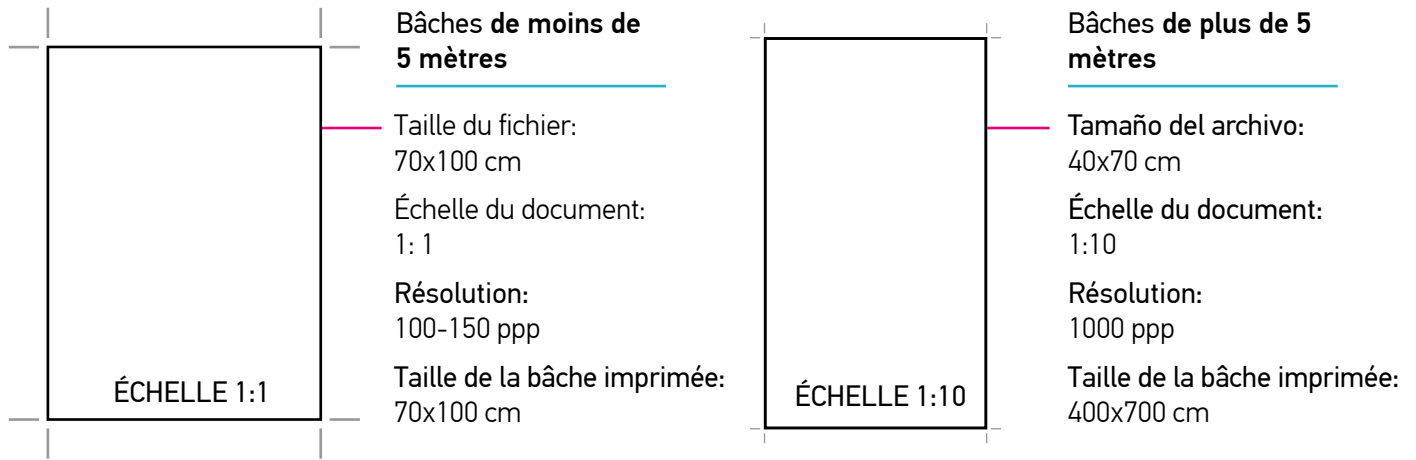 Bâches de moins de
5 mètres
Taille du fichier:
70x100 cm
Échelle du document:
1: 1
Résolution:
100-150 ppp
Taille de la bâche imprimée:
70x100 cm
ÉCHELLE 1:1
Bâches de plus de 5
mètres
Tamaño del archivo:
40x70 cm
Échelle du document:
1:10
Résolution:
1000 ppp
Taille de la bâche imprimée:
400x700 cm
ÉCHELLE 1:10